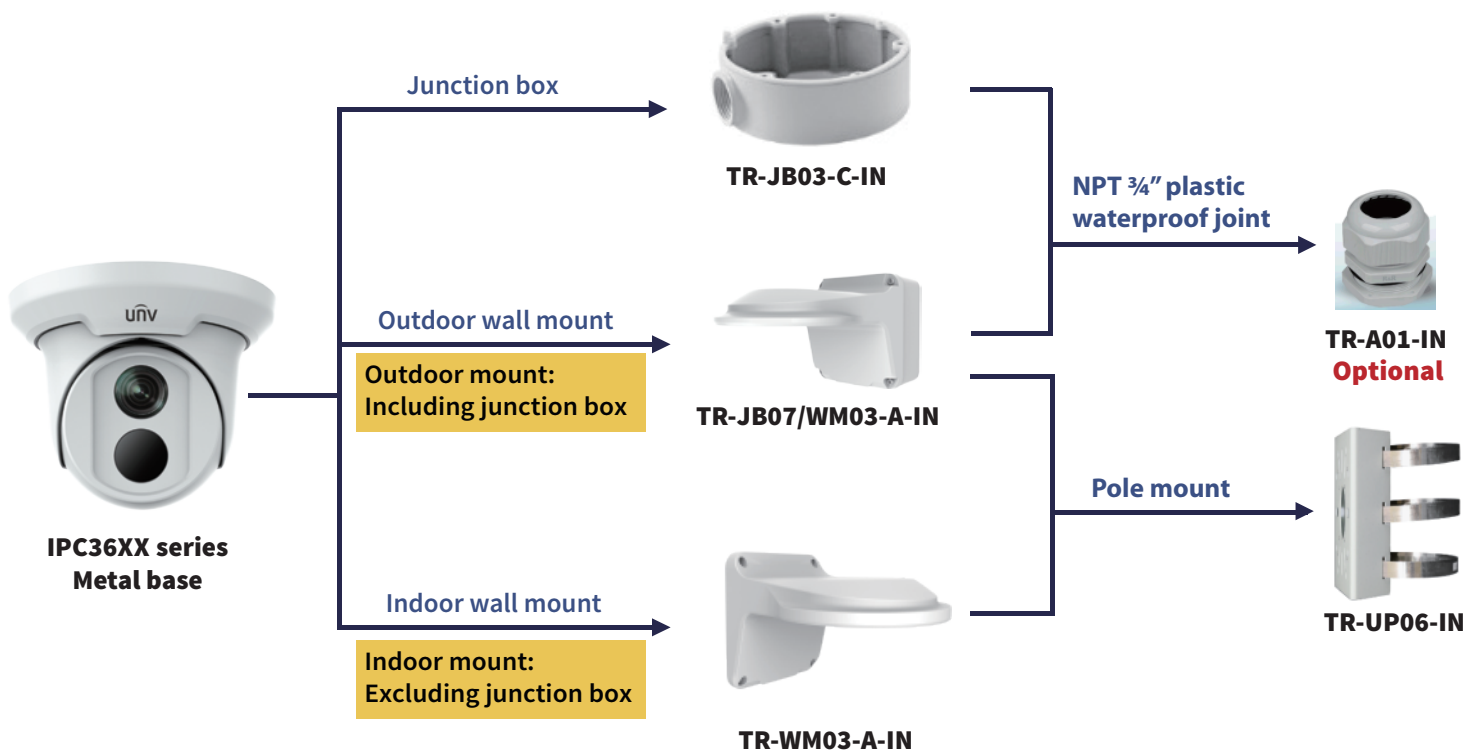 Junction box
TR-JB03-C-IN
NPT ¾″ plastic
waterproof joint
TR-A01-IN
Optional
unv
IPC36XX series
Metal base
Outdoor wall mount
Outdoor mount:
Including junction box
TR-JB07/WM03-A-IN
Pole mount
TR-UP06-IN
Indoor wall mount
Indoor mount:
Excluding junction box
TR-WM03-A-IN